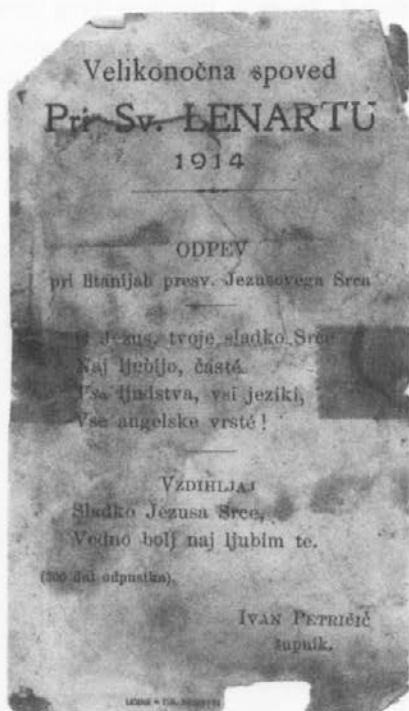 Velikonočna spoved
Pri Sv. LENARTU
1914
ODPEV
pri litanijah presv. Jezusovega Srca
O Jezus, tvoje sladko Srce
Naj ljubijo, časté
Vsa ljudstva, vsi jeziki,
Vse angelske vrsté!
VZDIHLJAJ
Sladko Jezusa Srce,
Vedno bolj naj ljubim te.
(300 dni odpustka).
IVAN PETRIČIČ
župnik.